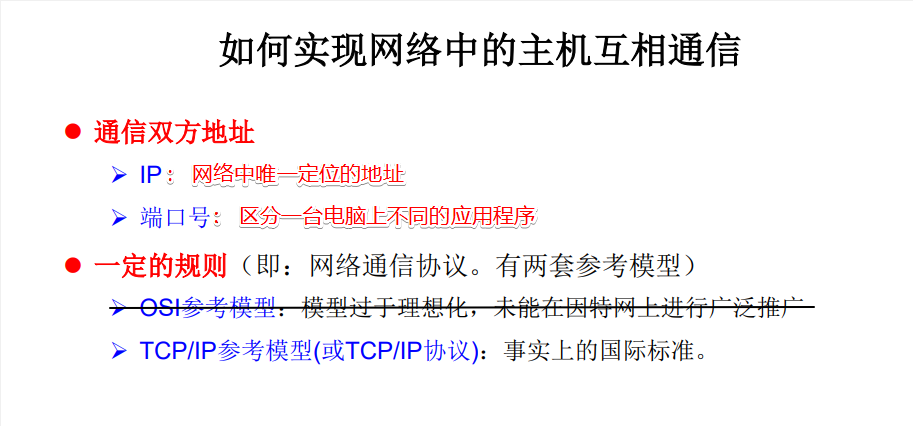 如何实现网络中的主机互相通信
通信双方地址
IP：网络中唯一定位的地址
端口号：区分一台电脑上不同的应用程序
一定的规则（即：网络通信协议。有两套参考模型）
OSI参考模型：模型过于理想化，未能在因特网上进行广泛推广
TCP/IP参考模型(或TCP/IP协议)：事实上的国际标准。